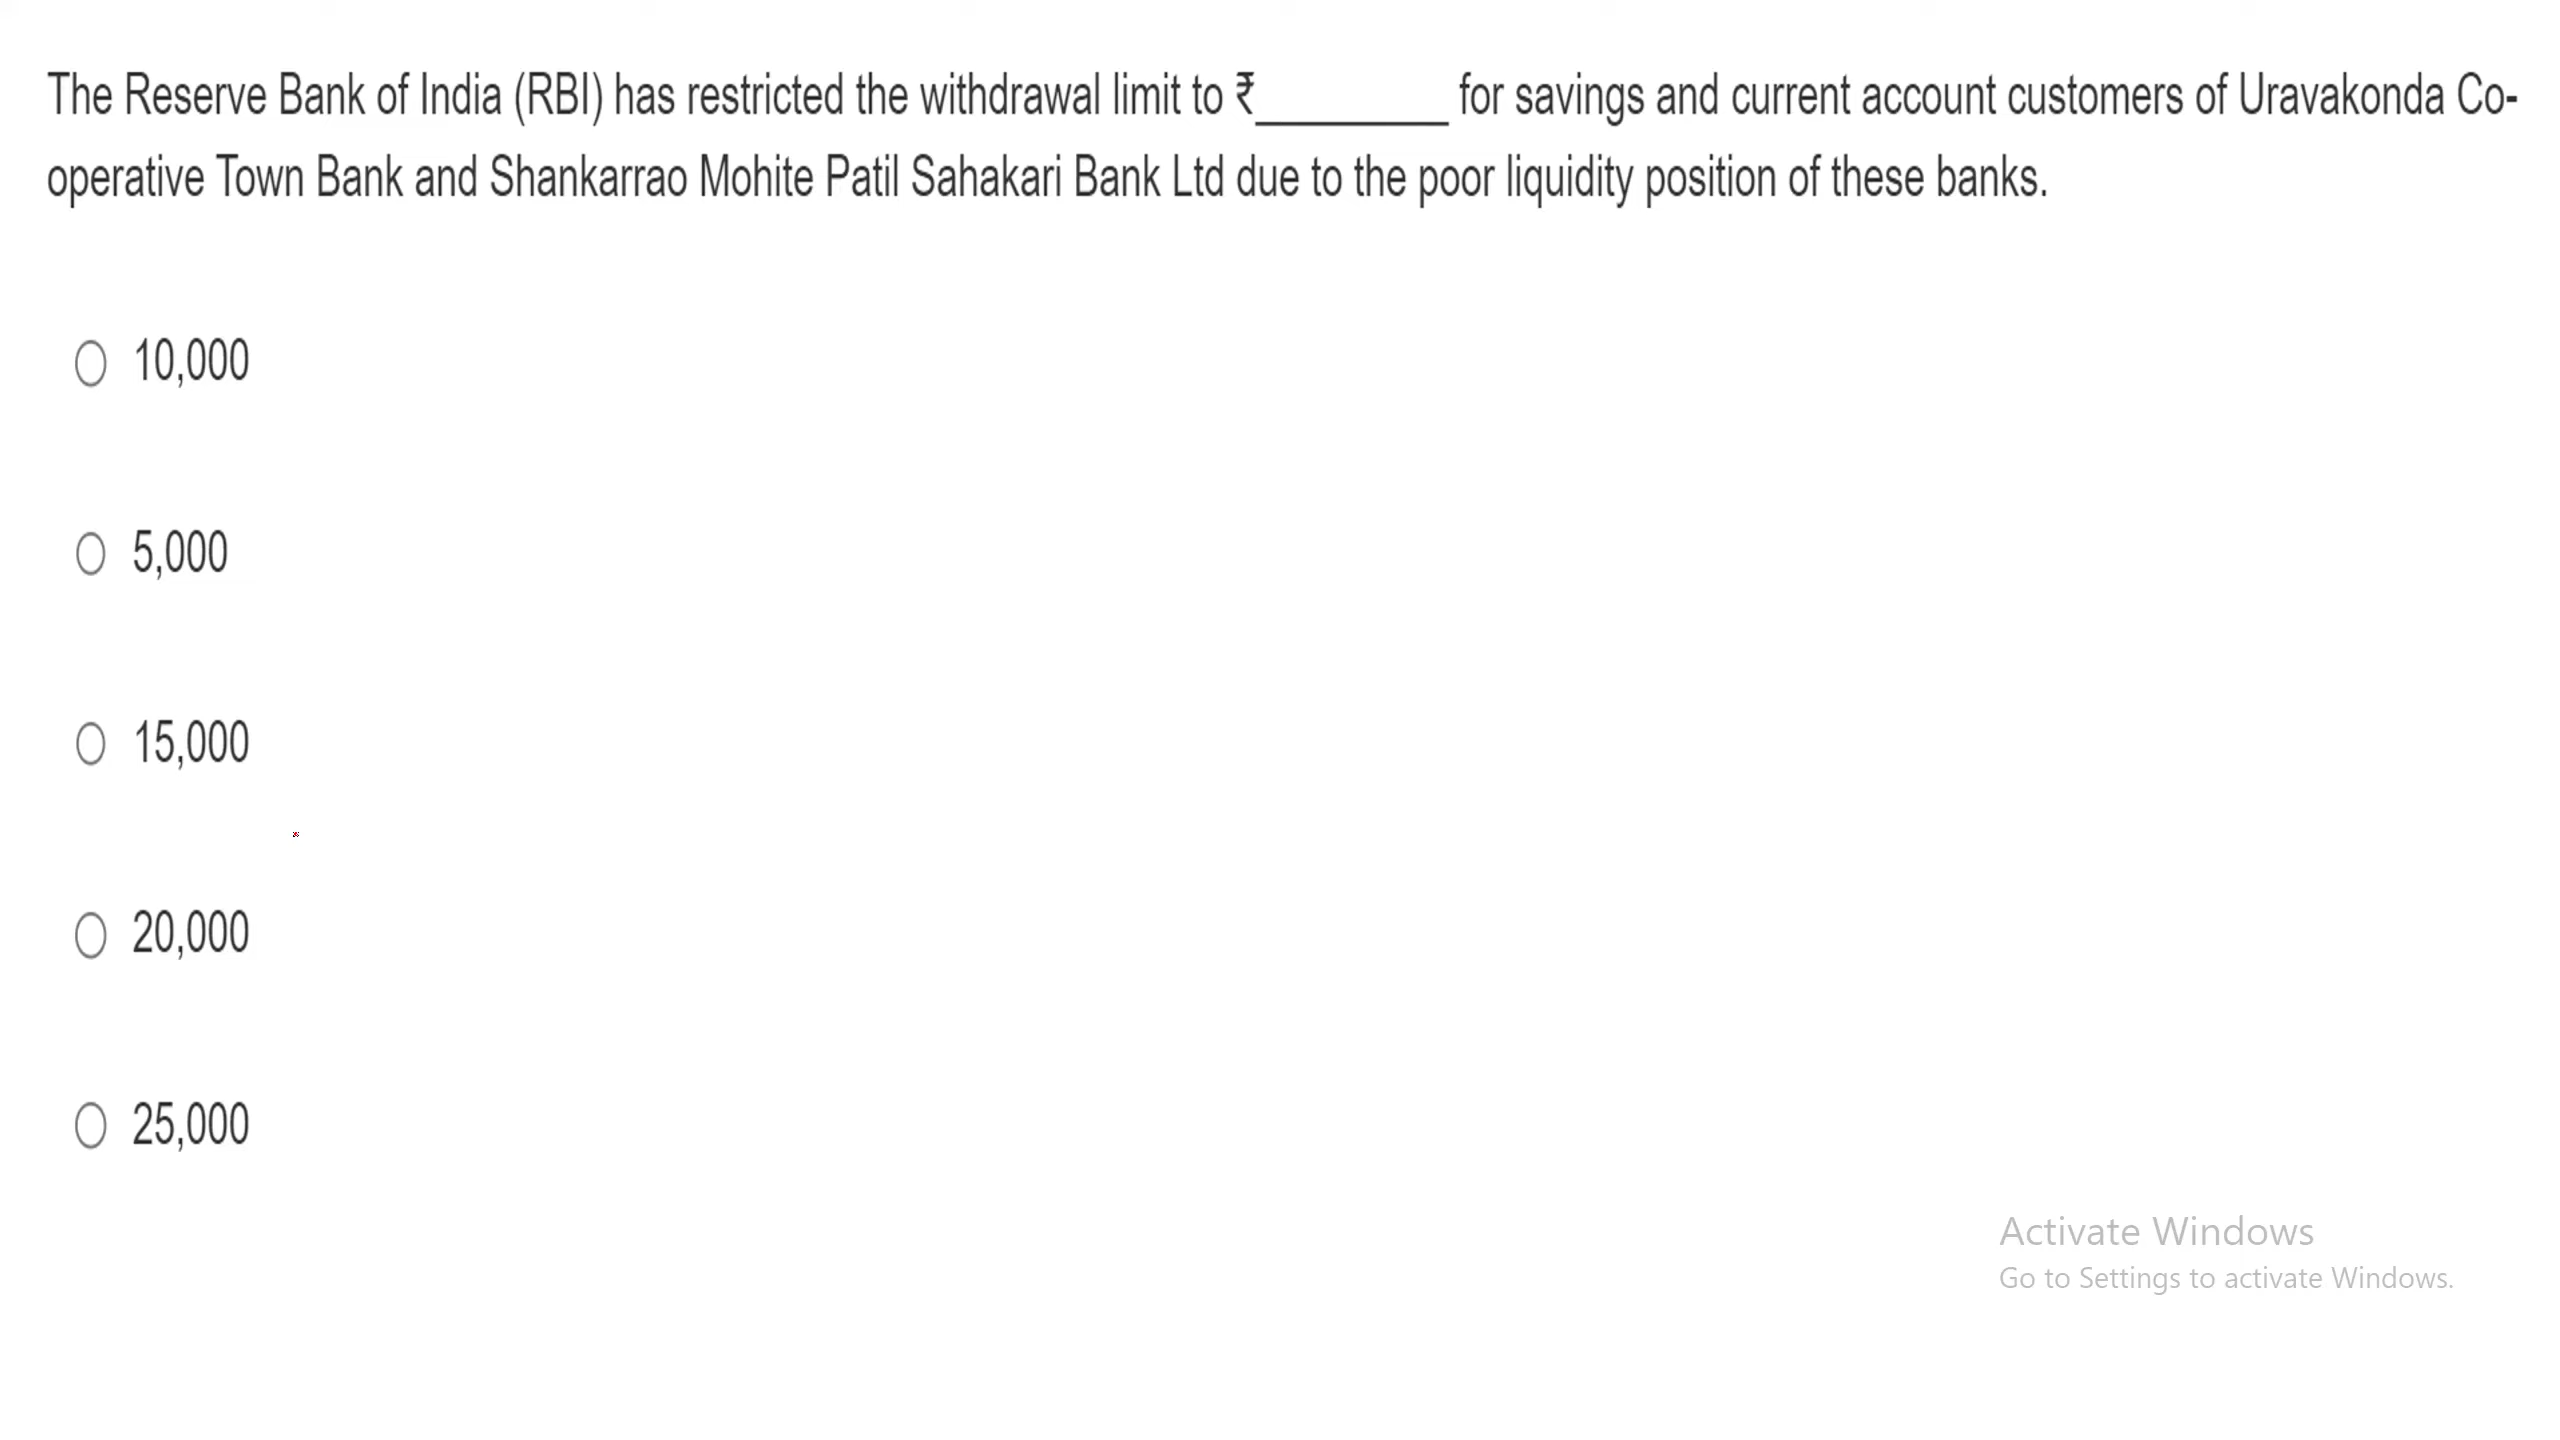 The Reserve Bank of India (RBI) has restricted the withdrawal limit to ₹_________ for savings and current account customers of Uravakonda Co-
operative Town Bank and Shankarrao Mohite Patil Sahakari Bank Ltd due to the poor liquidity position of these banks.
10,000
5,000
15,000
20,000
25,000
Activate Windows
Go to Settings to activate Windows.